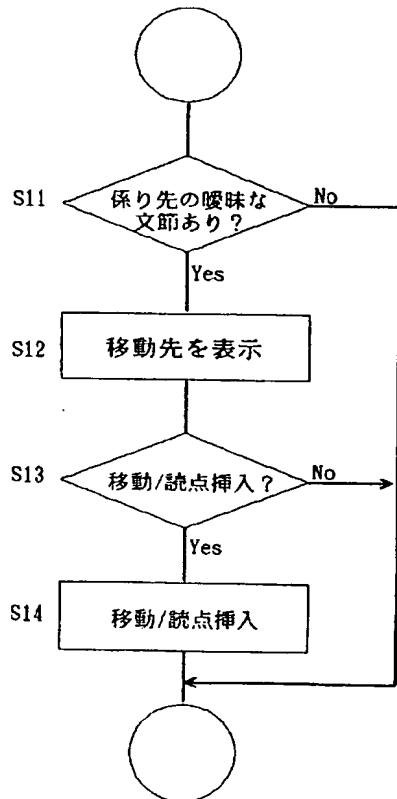 S11
係り先の曖昧な
文節あり?
No
Yes
S12
移動先を表示
S13
移動/読点挿入?
No
Yes
S14
移動/読点挿入